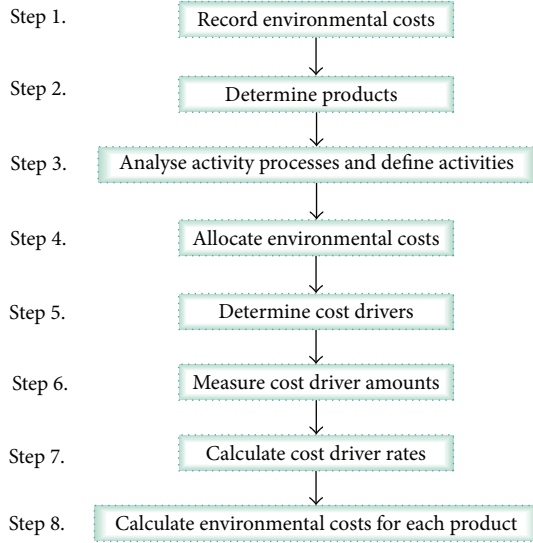 Step 1. Record environmental costs
Step 2. Determine products
Step 3. Analyse activity processes and define activities
Step 4. Allocate environmental costs
Step 5. Determine cost drivers
Step 6. Measure cost driver amounts
Step 7. Calculate cost driver rates
Step 8. Calculate environmental costs for each product